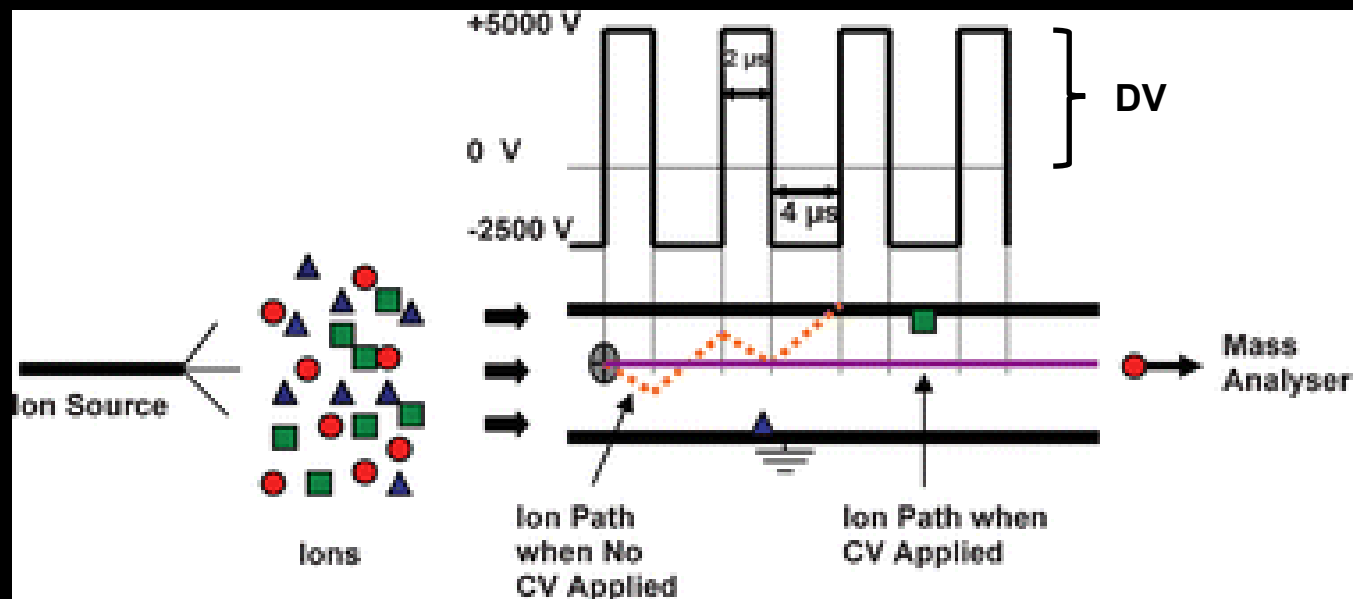 +5000 V
2 µs
DV
0 V
4 µs
-2500 V
Ion Source
Ions
Mass
Analyser
Ion Path
when No
CV Applied
Ion Path when
CV Applied